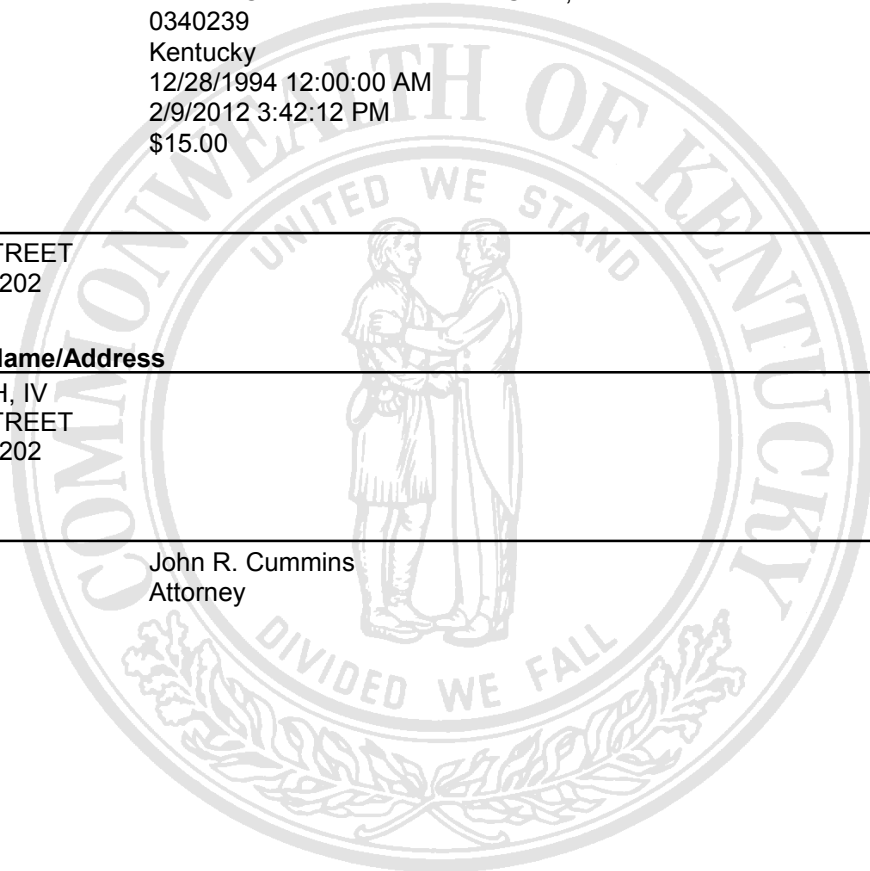 0340239
Kentucky
12/28/1994 12:00:00 AM
2/9/2012 3:42:12 PM
$15.00
TREET
202
lame/Address
H, IV
TREET
202
John R. Cummins
Attorney
COMMONWEALTH OF KENTUCKY
UNITED WE STAND
DIVIDED WE FALL